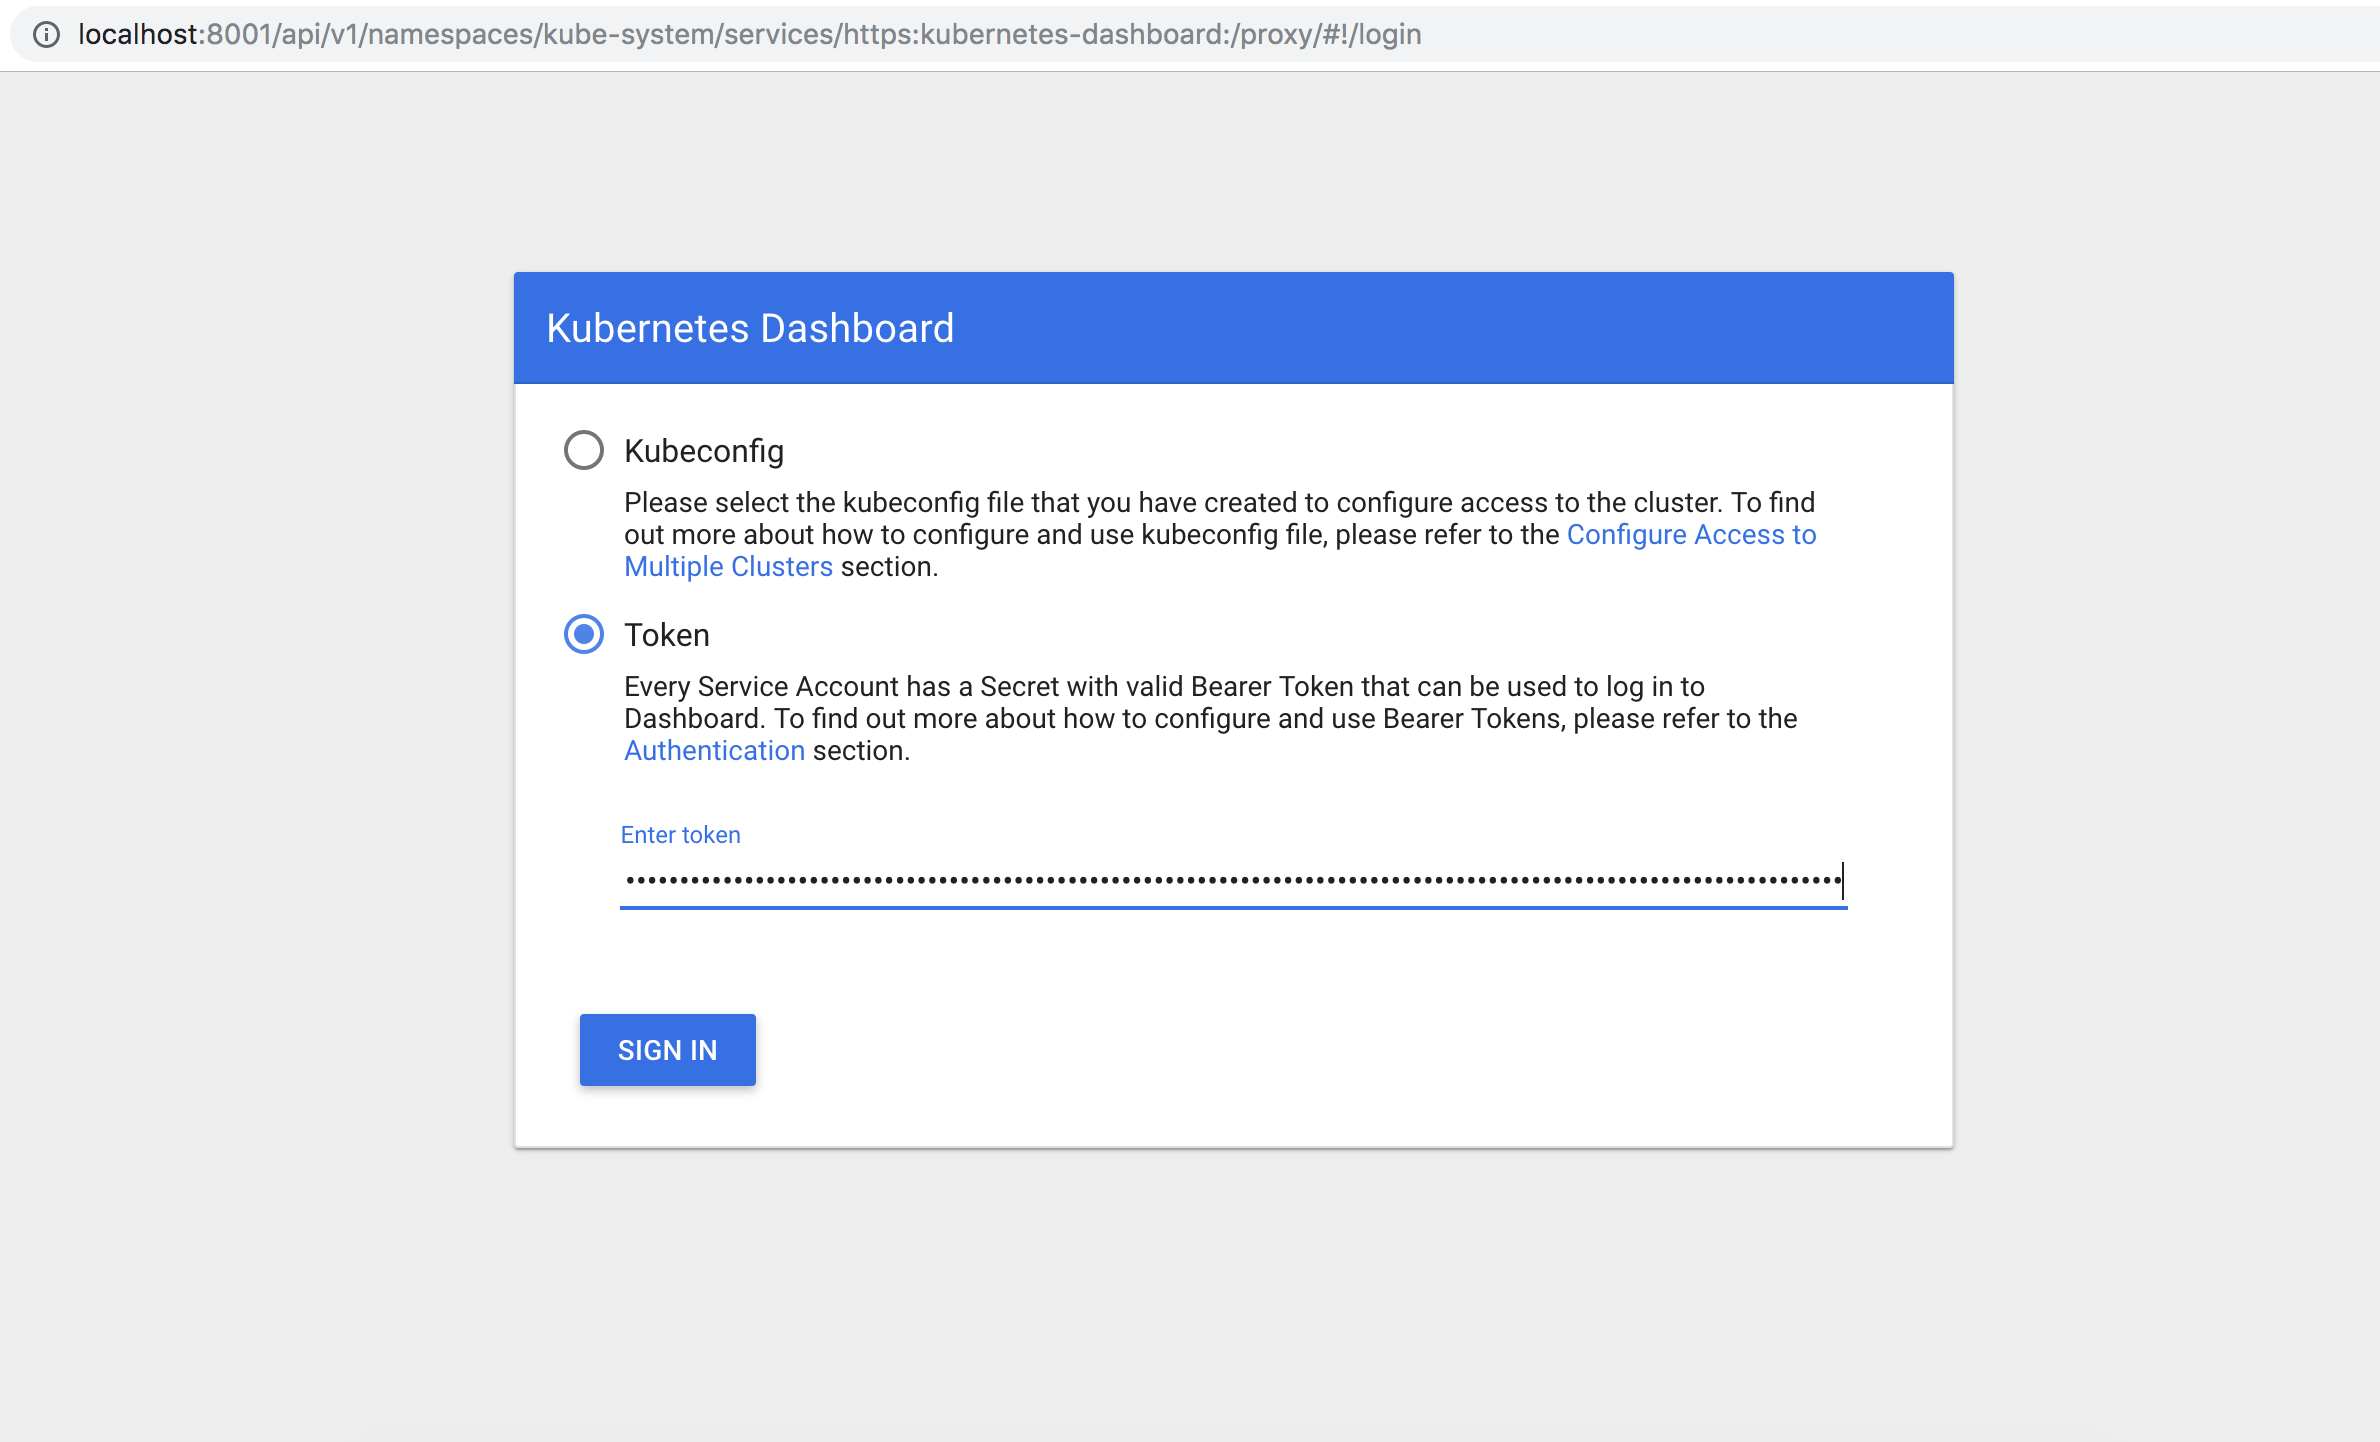 localhost:8001/api/v1/namespaces/kube-system/services/https:kubernetes-dashboard:/proxy/#!/login
Kubernetes Dashboard
Kubeconfig
Please select the kubeconfig file that you have created to configure access to the cluster. To find
out more about how to configure and use kubeconfig file, please refer to the Configure Access to
Multiple Clusters section.
Token
Every Service Account has a Secret with valid Bearer Token that can be used to log in to
Dashboard. To find out more about how to configure and use Bearer Tokens, please refer to the
Authentication section.
Enter token
SIGN IN